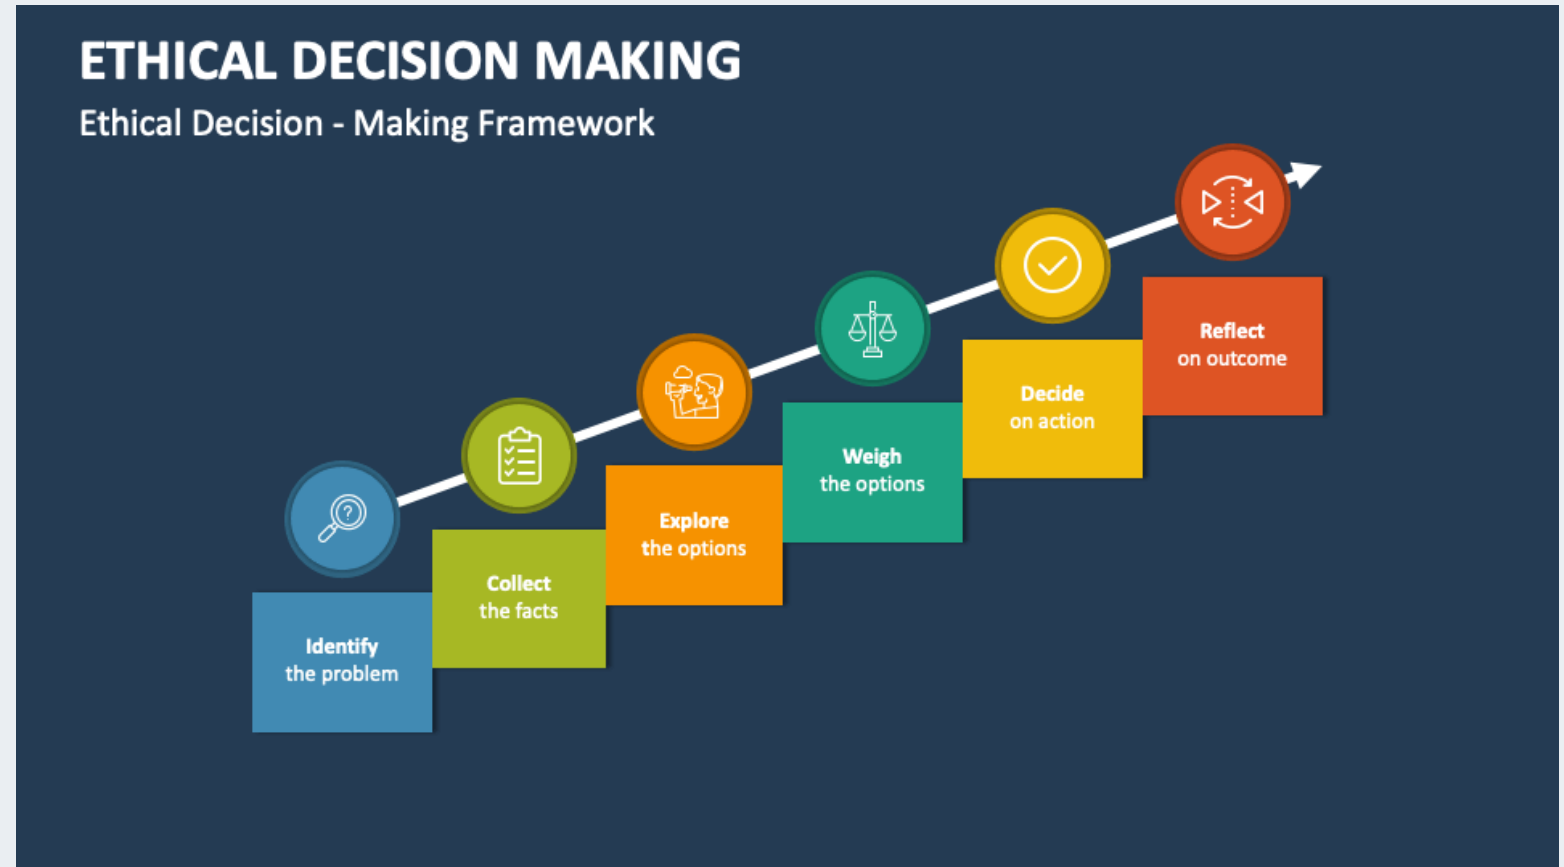 ETHICAL DECISION MAKING
Ethical Decision - Making Framework
Identify
the problem
Collect
the facts
Explore
the options
Weigh
the options
Decide
on action
Reflect
on outcome
?